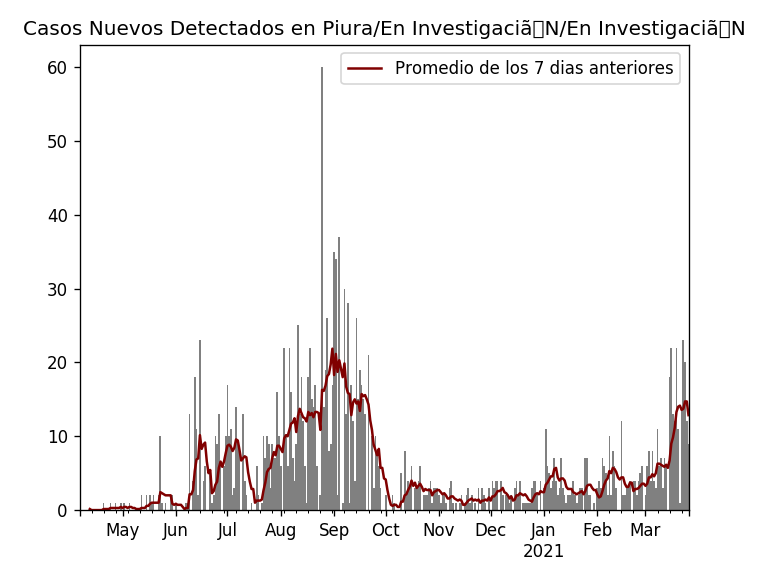 Casos Nuevos Detectados en Piura/En Investigaciã▯N/En Investigaciã▯N
Promedio de los 7 dias anteriores
60
50
40
30
20
10
0
May Jun Jul Aug Sep Oct Nov Dec Jan Feb Mar
2021